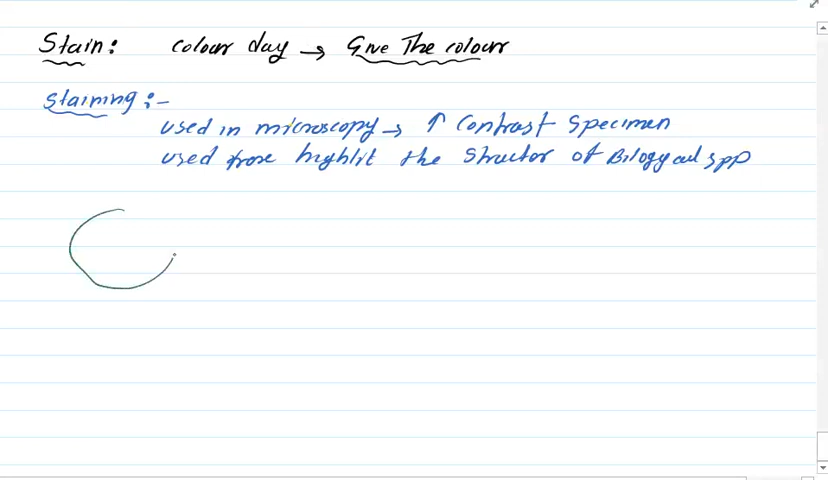 Stain: colour day → Give The colour
Staining :-
used in microscopy → ↑ Contrast specimen
used frore highlit the structor of Bilogycal spp